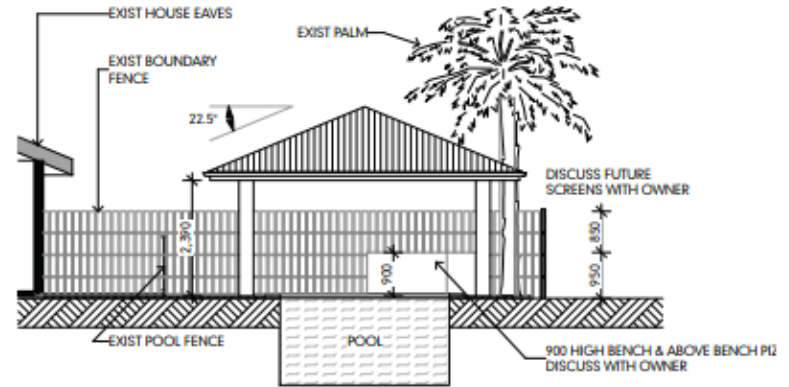 EXIST HOUSE EAVES
EXIST PALM
EXIST BOUNDARY
FENCE
22.5°
DISCUSS FUTURE
SCREENS WITH OWNER
2,390
850
900
950
EXIST POOL FENCE
POOL
900 HIGH BENCH & ABOVE BENCH PIZ
DISCUSS WITH OWNER